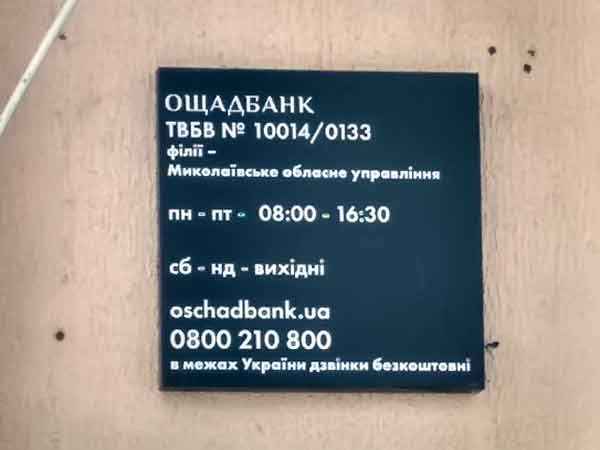 ОЩАДБАНК
ТВБВ № 10014/0133
філії –
Миколаївське обласне управління
пн - пт - 08:00 - 16:30
сб - нд - вихідні
oschadbank.ua
0800 210 800
в межах України дзвінки безкоштовні